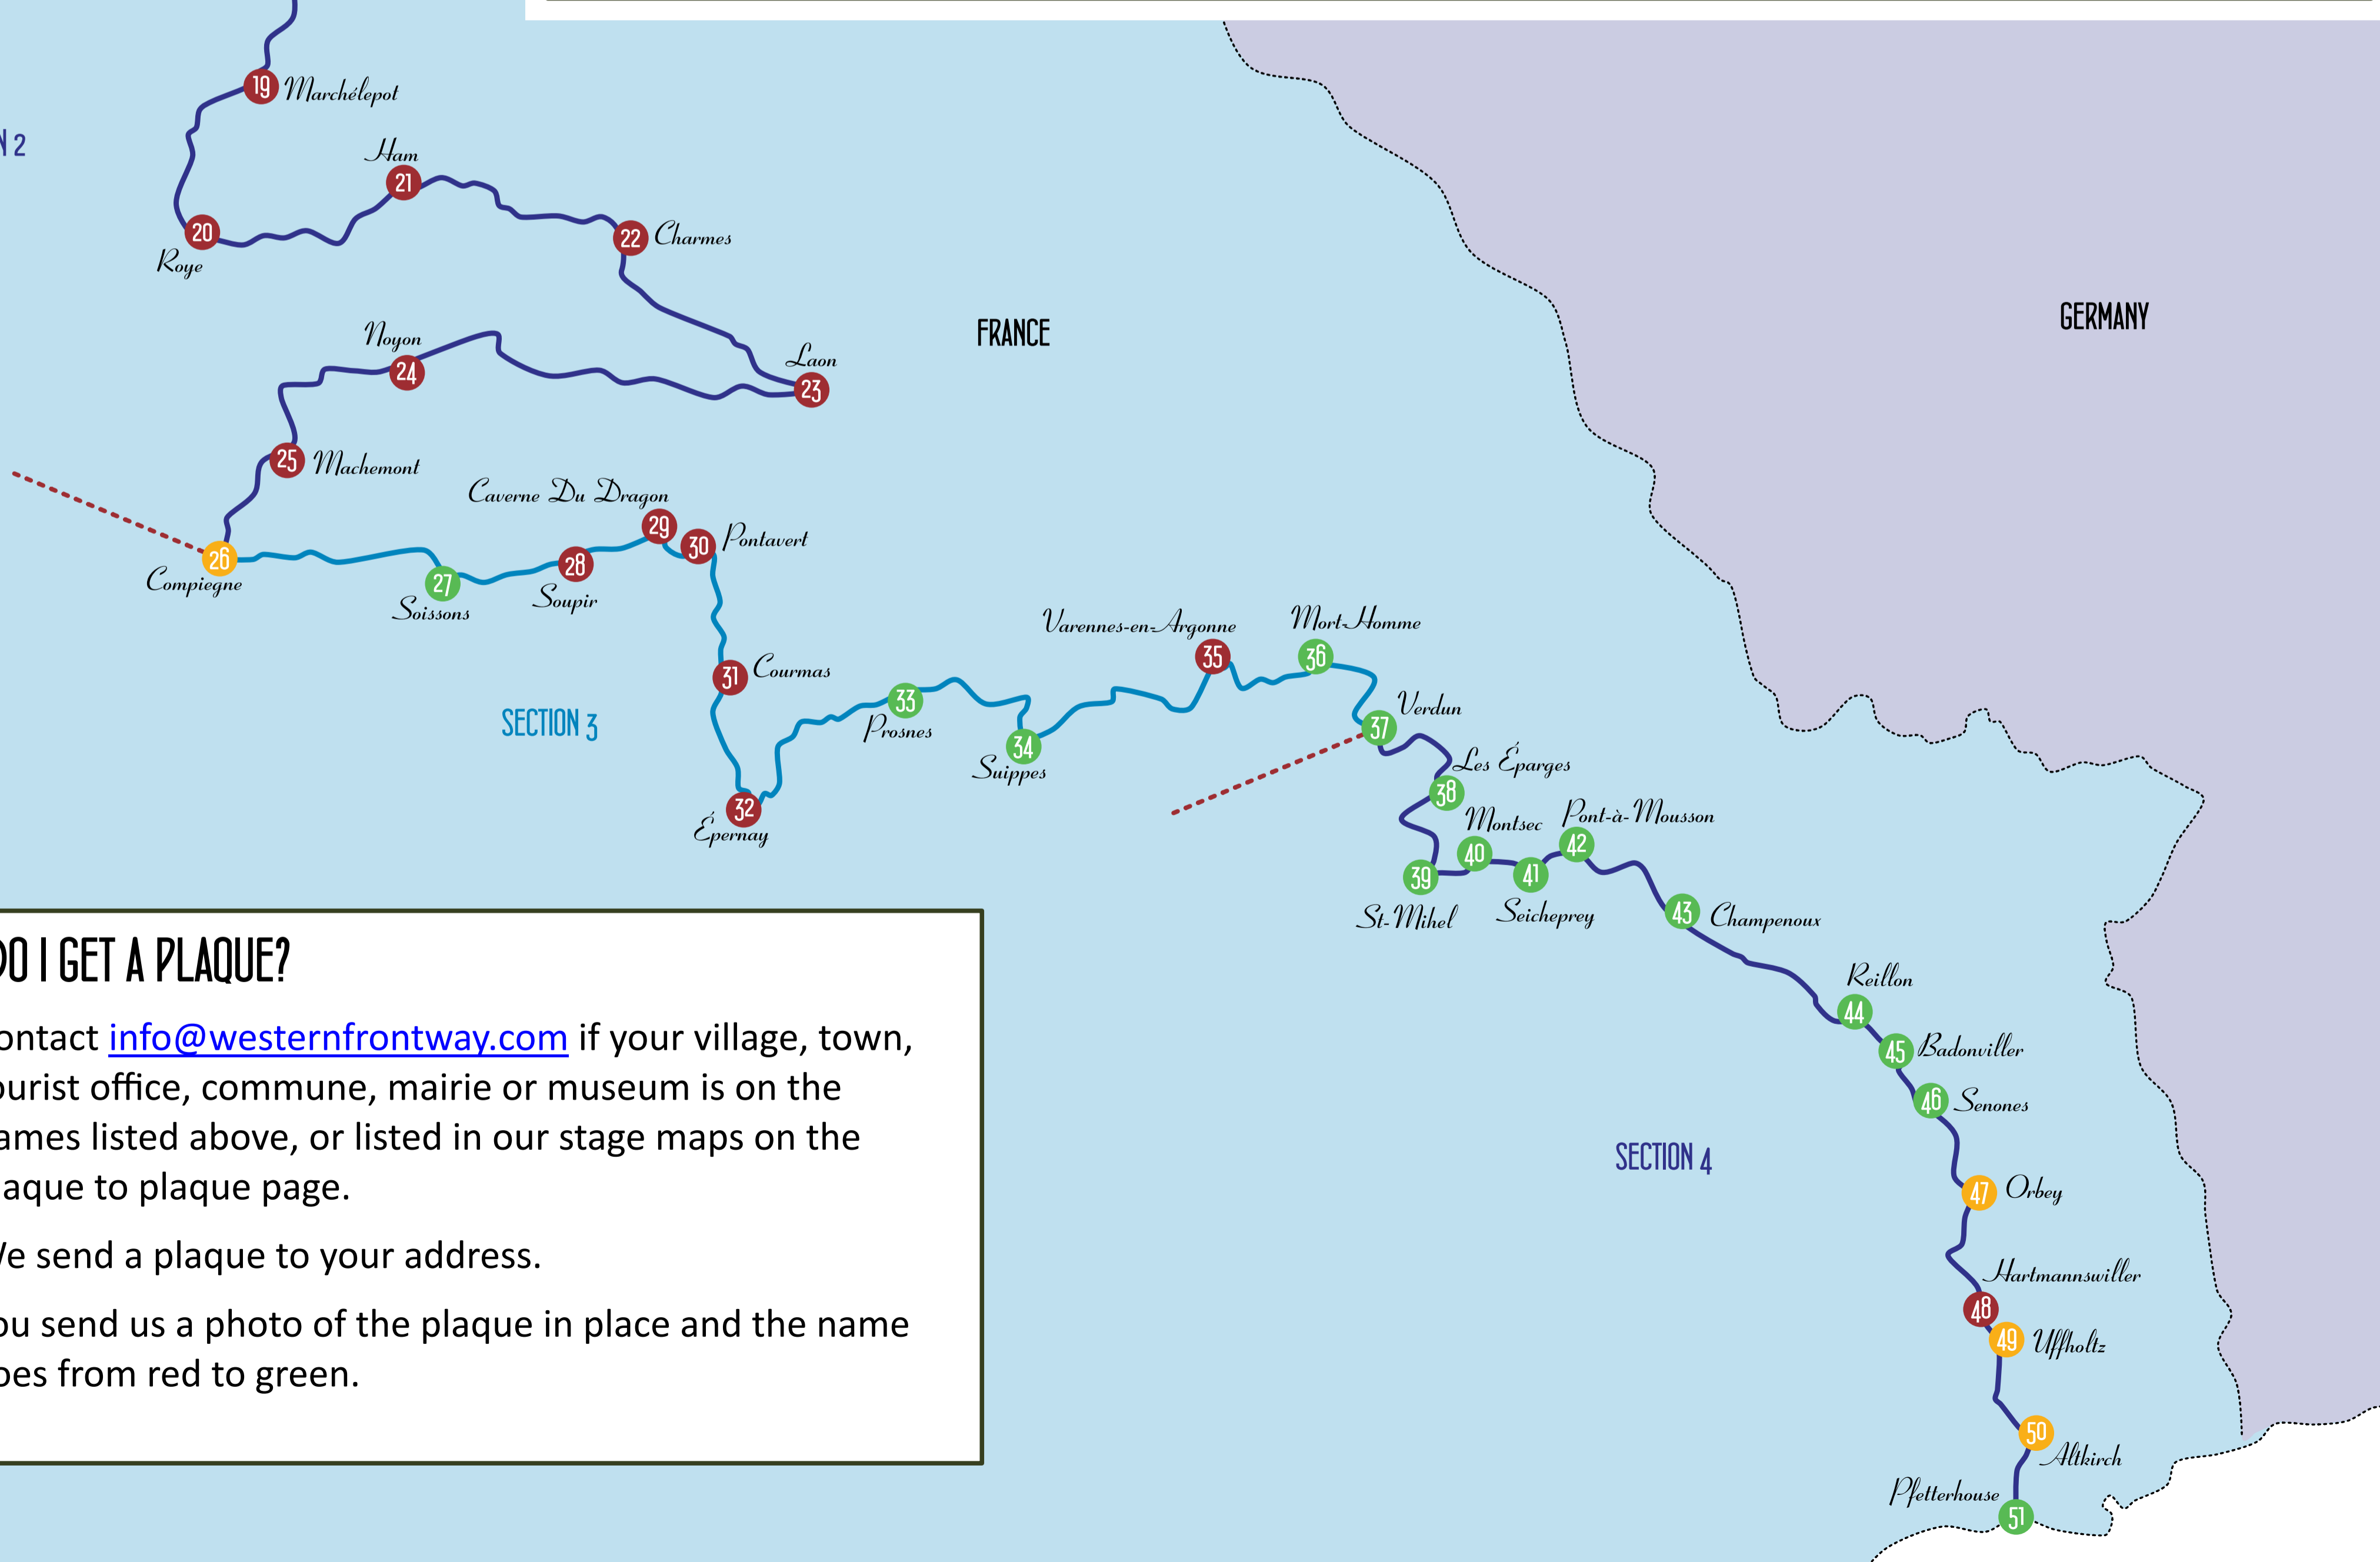 19 Marchélepot
N 2
Ham
21
20
Roye
22 Charmes
FRANCE
GERMANY
Noyon
24
Laon
23
25 Machemont
Caverne Du Dragon
29
30 Pontavert
26
Compiegne
27
Soissons
28
Soupir
Varennes-en-Argonne
35
Mort-Homme
36
31 Courmas
SECTION 3
33
Prosnes
34
Suippes
37 Verdun
Les Éparges
38
32
Épernay
Montsec
40
Pont-à-Mousson
42
39
St-Mihel
41
Seicheprey
43 Champenoux
DO I GET A PLAQUE?
ontact info@westernfrontway.com if your village, town,
ourist office, commune, mairie or museum is on the
ames listed above, or listed in our stage maps on the
laque to plaque page.
We send a plaque to your address.
ou send us a photo of the plaque in place and the name
oes from red to green.
Reillon
44
45 Badonviller
46 Senones
SECTION 4
47 Orbey
Hartmannswiller
48
49 Uffholtz
50
Altkirch
Pfetterhouse
51